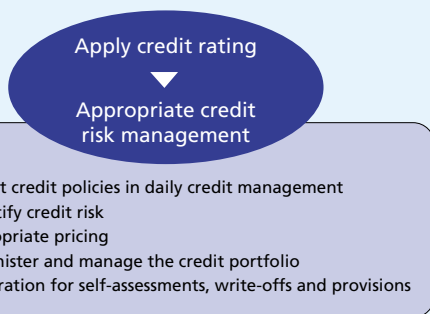 Apply credit rating
Appropriate credit
risk management
t credit policies in daily credit management
tify credit risk
opriate pricing
nister and manage the credit portfolio
ration for self-assessments, write-offs and provisions